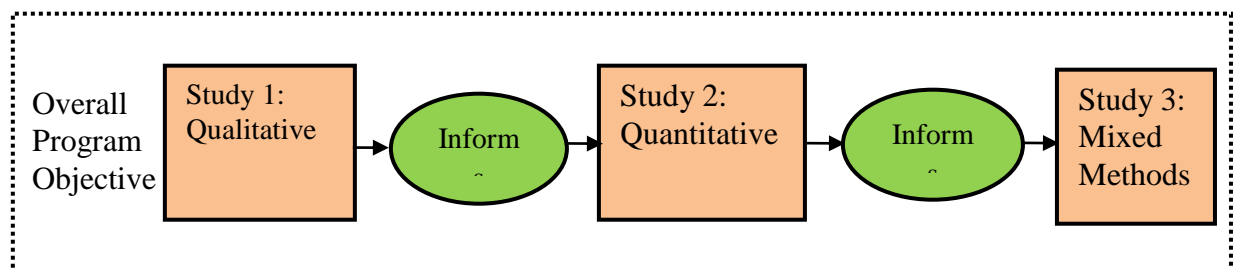 Overall
Program
Objective
Study 1:
Qualitative
Inform
Study 2:
Quantitative
Inform
Study 3:
Mixed
Methods